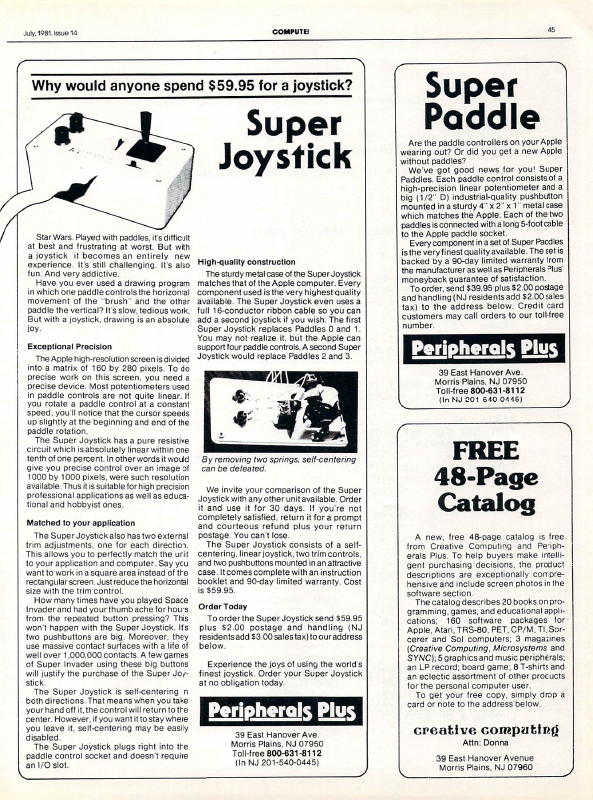 July, 1981, Issue 14
COMPUTE!
45
Why would anyone spend $59.95 for a joystick?
Super
Joystick
Star Wars. Played with paddles, it's difficult
at best and frustrating at worst. But with
a joystick it becomes an entirely new
experience. It's still challenging. It's also
fun. And very addictive.
Have you ever used a drawing program
in which one paddle controls the horizontal
movement of the "brush" and the other
paddle the vertical? It's slow, tedious work.
But with a joystick, drawing is an absolute
joy.
Exceptional Precision
The Apple high-resolution screen is divided
into a matrix of 160 by 280 pixels. To do
precise work on this screen, you need a
precise device. Most potentiometers used
in paddle controls are not quite linear. If
you rotate a paddle control at a constant
speed, you'll notice that the cursor speeds
up slightly at the beginning and end of the
paddle rotation.
The Super Joystick has a pure resistive
circuit which is absolutely linear within one
tenth of one percent. In other words it would
give you precise control over an image of
1000 by 1000 pixels, were such resolution
available. Thus it is suitable for high precision
professional applications as well as educa-
tional and hobbyist ones.
Matched to your application
The Super Joystick also has two external
trim adjustments, one for each direction.
This allows you to perfectly match the unit
to your application and computer. Say you
want to work in a square area instead of the
rectangular screen. Just reduce the horizontal
size with the trim control.
How many times have you played Space
Invader and had your thumb ache for hours
from the repeated button pressing? This
won't happen with the Super Joystick. Its
two pushbuttons are big. Moreover, they
use massive contact surfaces with a life of
well over 1,000,000 contacts. A few games
of Super Invader using these big buttons
will justify the purchase of the Super Joy-
stick.
The Super Joystick is self-centering in
both directions. That means when you take
your hand off it, the control will return to the
center. However, if you want it to stay where
you leave it, self-centering may be easily
disabled.
The Super Joystick plugs right into the
paddle control socket and doesn't require
an I/O slot.
High-quality construction
The sturdy metal case of the Super Joystick
matches that of the Apple computer. Every
component used is the very highest quality
available. The Super Joystick even uses a
full 16-conductor ribbon cable so you can
add a second joystick if you wish. The first
Super Joystick replaces Paddles 0 and 1.
You may not realize it, but the Apple can
support four paddle controls. A second Super
Joystick would replace Paddles 2 and 3.
By removing two springs, self-centering
can be defeated.
We invite your comparison of the Super
Joystick with any other unit available. Order
it and use it for 30 days. If you're not
completely satisfied, return it for a prompt
and courteous refund plus your return
postage. You can't lose.
The Super Joystick consists of a self-
centering, linear joystick, two trim controls,
and two pushbuttons mounted in an attractive
case. It comes complete with an instruction
booklet and 90-day limited warranty. Cost
is $59.95.
Order Today
To order the Super Joystick send $59.95
plus $2.00 postage and handling (NJ
residents add $3.00 sales tax) to our address
below.
Experience the joys of using the world's
finest joystick. Order your Super Joystick
at no obligation today.
Peripherals Plus
39 East Hanover Ave.
Morris Plains, NJ 07950
Toll-free 800-631-8112
(In NJ 201-540-0445)
Super
Paddle
Are the paddle controllers on your Apple
wearing out? Or did you get a new Apple
without paddles?
We've got good news for you! Super
Paddles. Each paddle control consists of a
high-precision linear potentiometer and a
big (1/2" D) industrial-quality pushbutton
mounted in a sturdy 4" x 2" x 1" metal case
which matches the Apple. Each of the two
paddles is connected with a long 5-foot cable
to the Apple paddle socket.
Every component in a set of Super Paddles
is the very finest quality available. The set is
backed by a 90-day limited warranty from
the manufacturer as well as Peripherals Plus'
moneyback guarantee of satisfaction.
To order, send $39.95 plus $2.00 postage
and handling (NJ residents add $2.00 sales
tax) to the address below. Credit card
customers may call orders to our toll-free
number.
Peripherals Plus
39 East Hanover Ave.
Morris Plains, NJ 07950
Toll-free 800-631-8112
(In NJ 201 540 0446)
FREE
48-Page
Catalog
A new, free 48-page catalog is free
from Creative Computing and Periph-
erals Plus. To help buyers make intelli-
gent purchasing decisions, the product
descriptions are exceptionally compre-
hensive and include screen photos in the
software section.
The catalog describes 20 books on pro-
gramming, games, and educational appli-
cations; 160 software packages for
Apple, Atari, TRS-80, PET, CP/M, TI, Sor-
cerer and Sol computers; 3 magazines
(Creative Computing, Microsystems and
SYNC); 5 graphics and music peripherals;
an LP record; board game; 8 T-shirts and
an eclectic assortment of other products
for the personal computer user.
To get your free copy, simply drop a
card or note to the address below.
creative computing
Attn: Donna
39 East Hanover Avenue
Morris Plains, NJ 07960